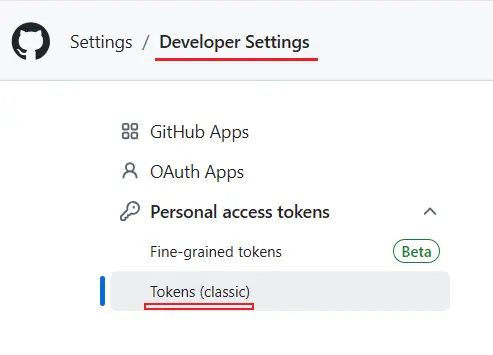 Settings / Developer Settings
GitHub Apps
OAuth Apps
Personal access tokens
Fine-grained tokens Beta
Tokens (classic)